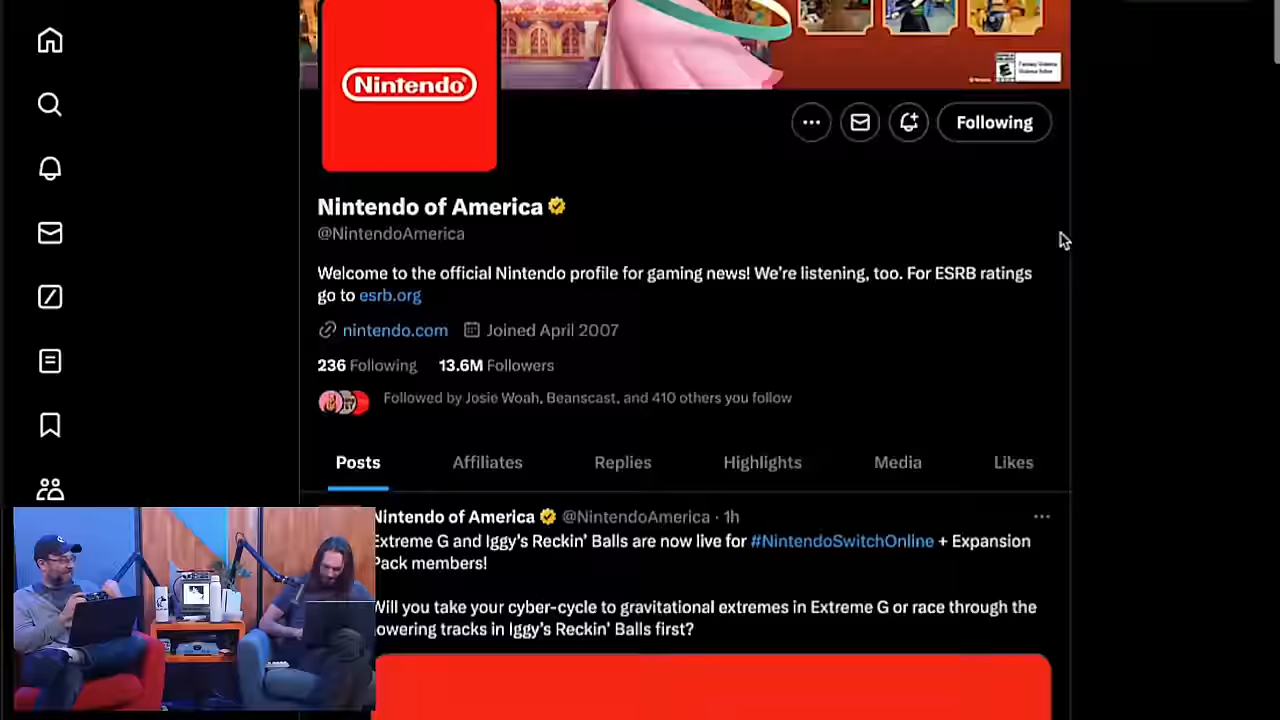 Nintendo
Following
Nintendo of America
@NintendoAmerica
Welcome to the official Nintendo profile for gaming news! We're listening, too. For ESRB ratings
go to esrb.org
nintendo.com Joined April 2007
236 Following 13.6M Followers
Followed by Josie Woah, Beanscast, and 410 others you follow
Posts Affiliates Replies Highlights Media Likes
Nintendo of America @NintendoAmerica · 1h
Extreme G and Iggy's Reckin' Balls are now live for #NintendoSwitchOnline + Expansion
Pack members!
Will you take your cyber-cycle to gravitational extremes in Extreme G or race through the
towering tracks in Iggy's Reckin' Balls first?